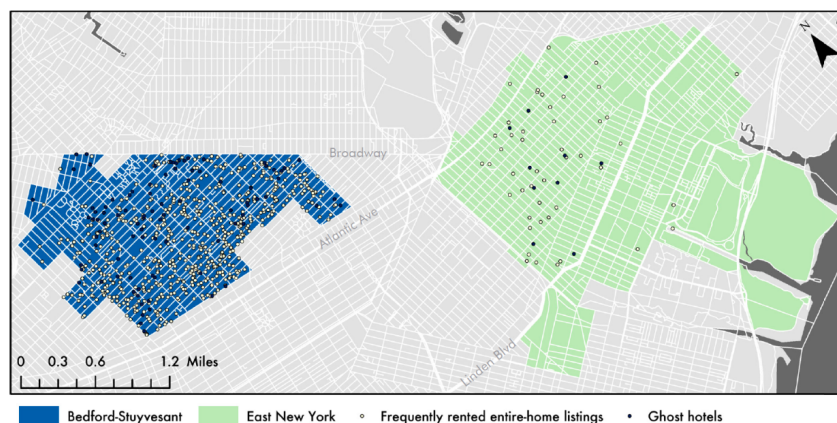 N
Broadway
Atlantic Ave
Linden Blvd
0 0.3 0.6 1.2 Miles
Bedford-Stuyvesant East New York Frequently rented entire-home listings Ghost hotels